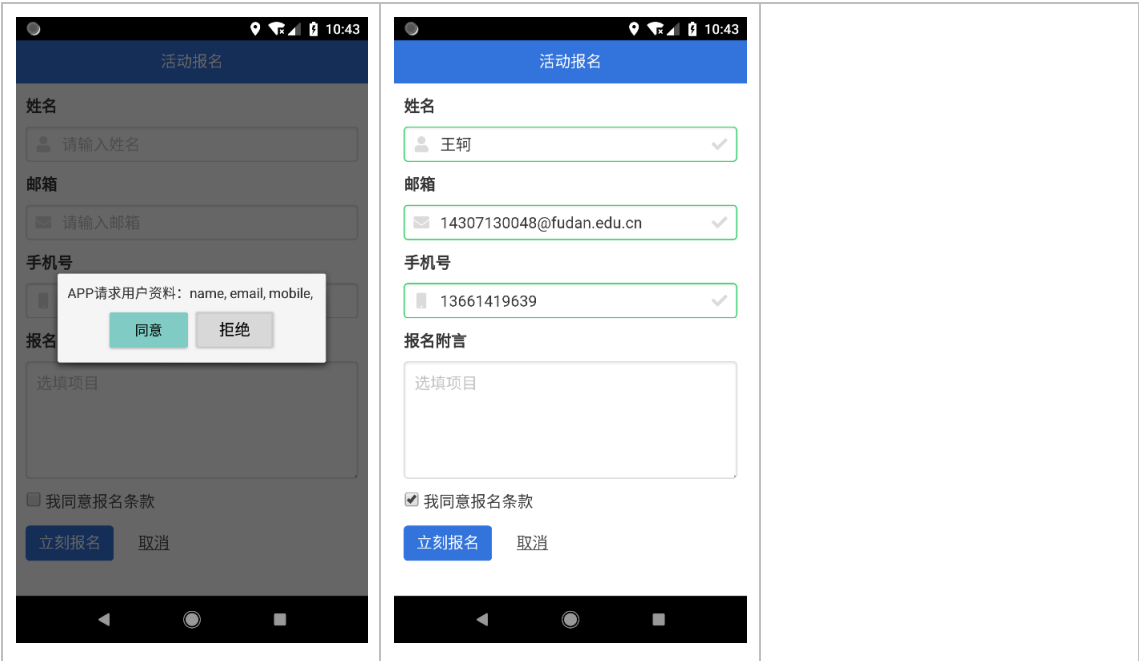 10:43
活动报名
姓名
请输入姓名
邮箱
请输入邮箱
手机号
APP请求用户资料：name, email, mobile,
同意 拒绝
报名
选填项目
我同意报名条款
立刻报名 取消
10:43
活动报名
姓名
王轲
邮箱
14307130048@fudan.edu.cn
手机号
13661419639
报名附言
选填项目
我同意报名条款
立刻报名 取消